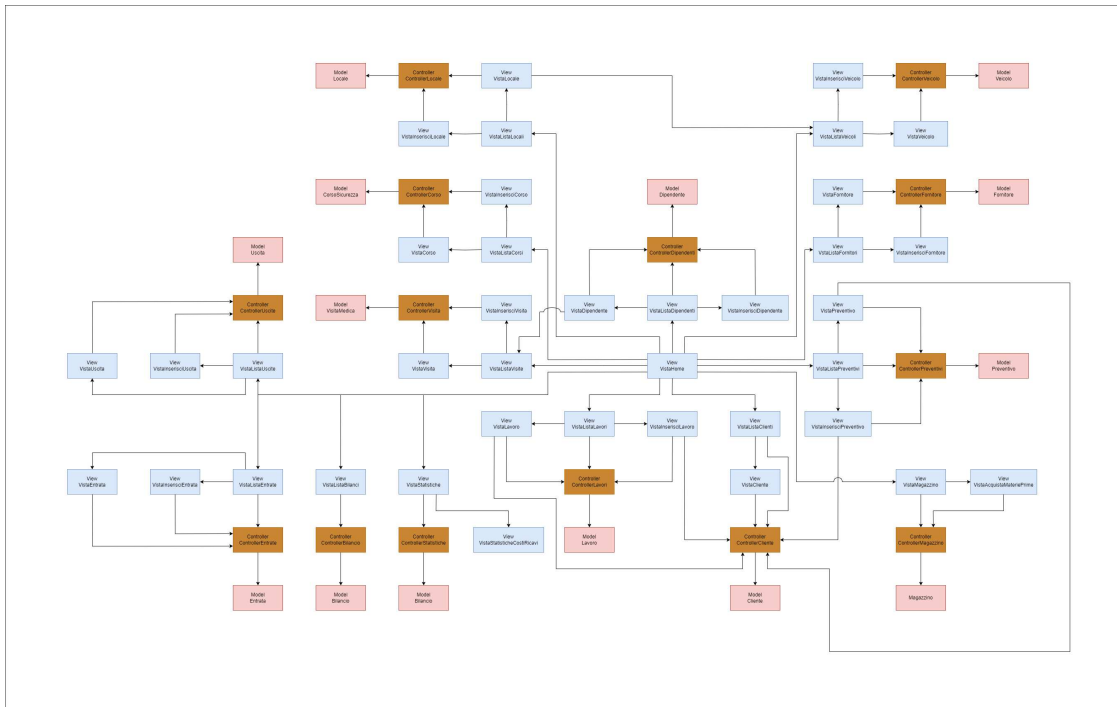 Model
Locale
Controller
ControllerLocale
View
VistaLocale
View
VistaInserisciVeicolo
Controller
ControllerVeicolo
Model
Veicolo
View
VistaInserisciLocale
View
VistaListaLocali
View
VistaListaVeicoli
View
VistaVeicolo
Model
CorsoSicurezza
Controller
ControllerCorso
View
VistaInserisciCorso
Model
Dipendente
View
VistaFornitore
Controller
ControllerFornitore
Model
Fornitore
Model
Uscita
View
VistaCorso
View
VistaListaCorsi
Controller
ControllerDipendenti
View
VistaListaFornitori
View
VistaInserisciFornitore
Controller
ControllerUscite
Model
VisitaMedica
Controller
ControllerVisita
View
VistaInserisciVisita
View
VistaDipendente
View
VistaListaDipendenti
View
VistaInserisciDipendente
View
VistaPreventivo
View
VistaUscita
View
VistaInserisciUscita
View
VistaListaUscite
View
VistaVisita
View
VistaListaVisite
View
VistaHome
View
VistaListaPreventivi
Controller
ControllerPreventivi
Model
Preventivo
View
VistaLavoro
View
VistaListaLavori
View
VistaInserisciLavoro
View
VistaListaClienti
View
VistaInserisciPreventivo
View
VistaEntrata
View
VistaInserisciEntrata
View
VistaListaEntrate
View
VistaListaBilanci
View
VistaStatistiche
Controller
ControllerLavori
View
VistaCliente
View
VistaMagazzino
View
VistaAcquistaMateriePrime
Controller
ControllerEntrate
Controller
ControllerBilancio
Controller
ControllerStatistiche
View
VistaStatisticheCostiRicavi
Model
Lavoro
Controller
ControllerCliente
Controller
ControllerMagazzino
Model
Entrata
Model
Bilancio
Model
Bilancio
Model
Cliente
Magazzino